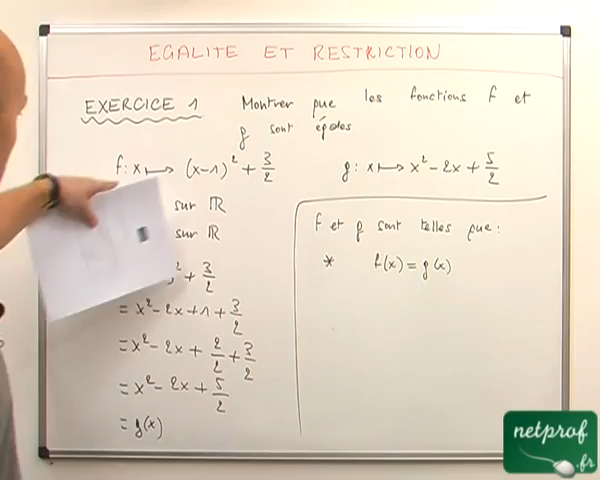 EGALITE ET RESTRICTION
EXERCICE 1 Montrer que les fonctions f et
g sont égales
f: x ⟼ (x-1)² + 3/2
g: x ⟼ x² - 2x + 5/2
sur ℝ
sur ℝ
² + 3/2
= x² - 2x + 1 + 3/2
= x² - 2x + 2/2 + 3/2
= x² - 2x + 5/2
= g(x)
f et g sont telles que :
* f(x) = g(x)
netprof
.fr